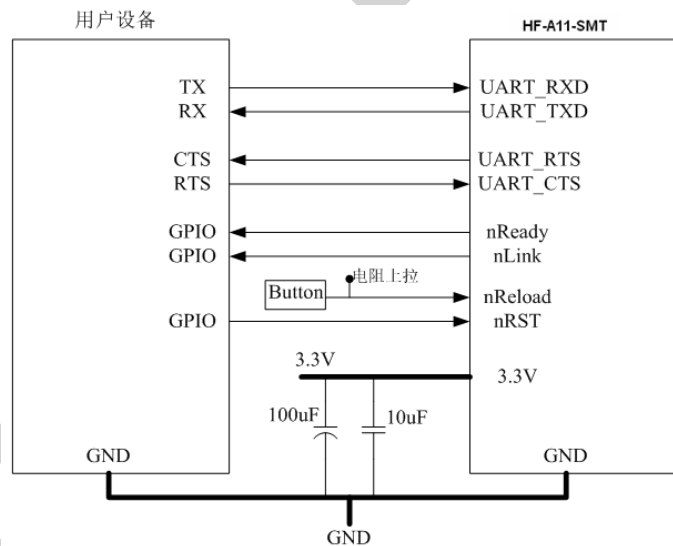 用户设备
HF-A11-SMT
TX
UART_RXD
RX
UART_TXD
CTS
UART_RTS
RTS
UART_CTS
GPIO
nReady
GPIO
nLink
电阻上拉
Button
nReload
GPIO
nRST
3.3V
3.3V
100uF
10uF
GND
GND
GND